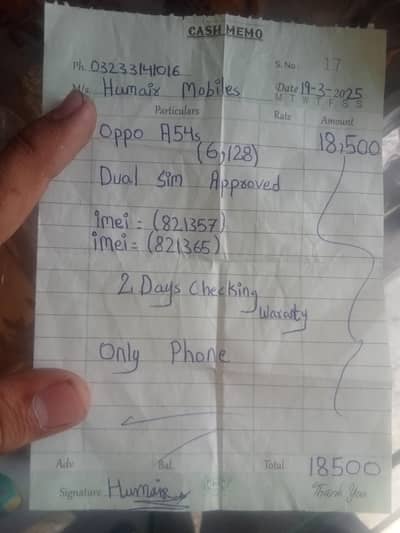 CASH MEMO
Ph. 03233141016 S. No. 17
M/s Humair Mobiles Date 19-3-2025
M T W T F S S
Particulars Rate Amount
Oppo A54s 18,500
(6,128)
Dual Sim Approved
imei = (821357)
imei = (821365)
2 Days Checking
Waraty
Only Phone
Adv. Bal. Total 18500
Signature Humair Thank You